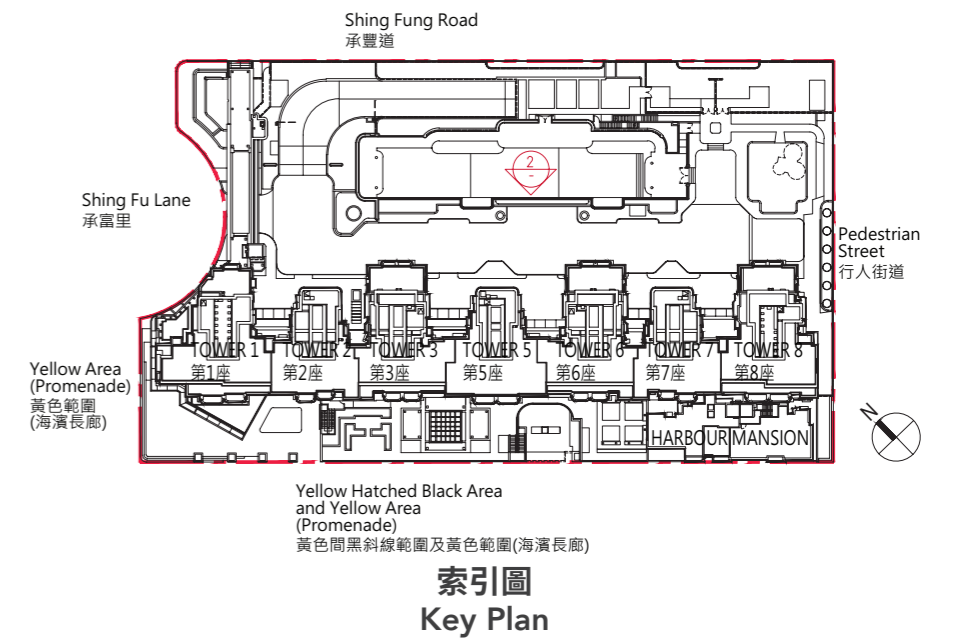 Shing Fung Road
承豐道
Shing Fu Lane
承富里
2
-
Pedestrian
Street
行人街道
TOWER 1
第1座
TOWER 2
第2座
TOWER 3
第3座
TOWER 5
第5座
TOWER 6
第6座
TOWER 7
第7座
TOWER 8
第8座
Yellow Area
(Promenade)
黃色範圍
(海濱長廊)
N
HARBOUR MANSION
Yellow Hatched Black Area
and Yellow Area
(Promenade)
黃色間黑斜線範圍及黃色範圍(海濱長廊)
索引圖
Key Plan